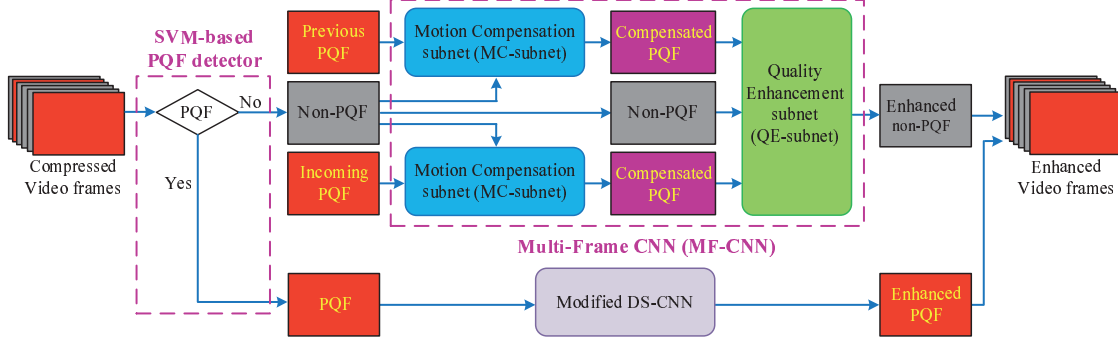 SVM-based
PQF detector
Compressed
Video frames
PQF
No
Yes
Previous
PQF
Non-PQF
Incoming
PQF
Motion Compensation
subnet (MC-subnet)
Motion Compensation
subnet (MC-subnet)
Compensated
PQF
Non-PQF
Compensated
PQF
Quality
Enhancement
subnet
(QE-subnet)
Multi-Frame CNN (MF-CNN)
Enhanced
non-PQF
Enhanced
Video frames
PQF
Modified DS-CNN
Enhanced
PQF